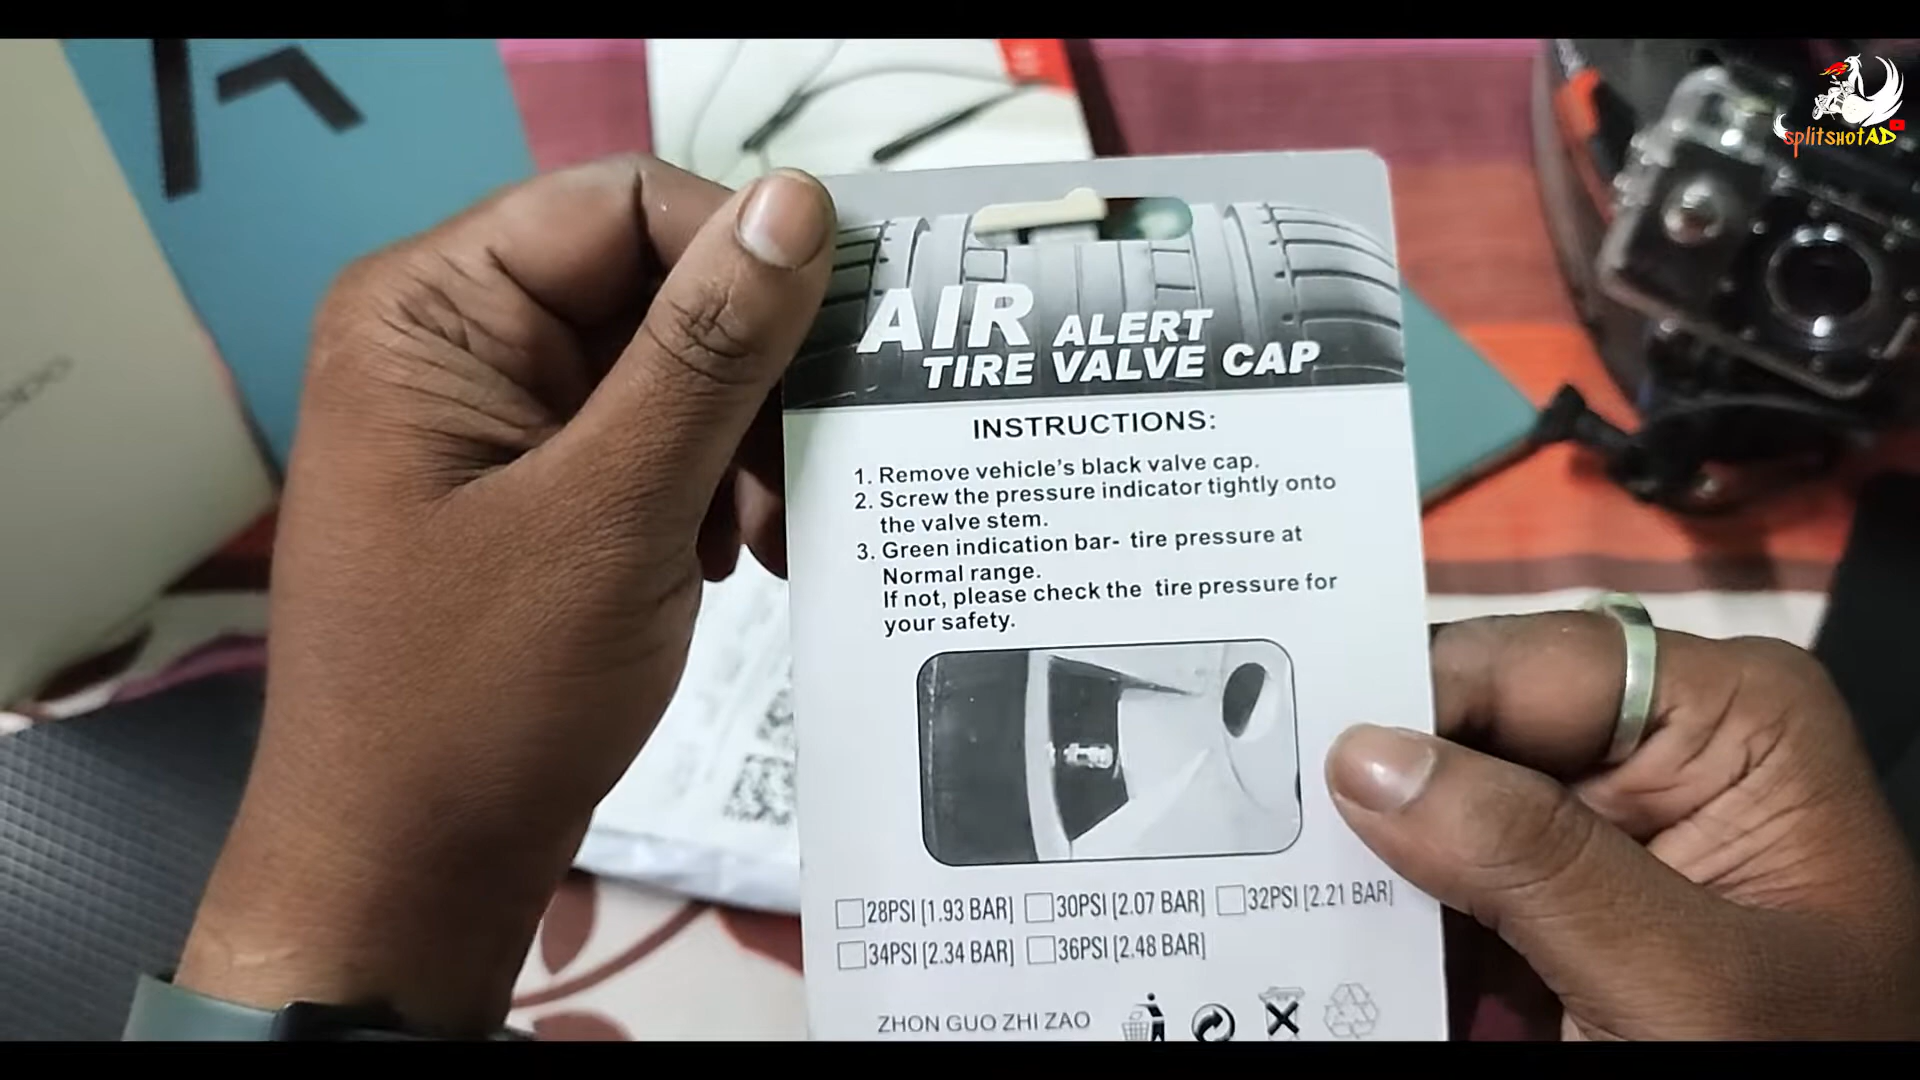 splitshotAD
AIR ALERT
TIRE VALVE CAP
INSTRUCTIONS:
1. Remove vehicle's black valve cap.
2. Screw the pressure indicator tightly onto
the valve stem.
3. Green indication bar- tire pressure at
Normal range.
If not, please check the tire pressure for
your safety.
28PSI [1.93 BAR] 30PSI [2.07 BAR] 32PSI [2.21 BAR]
34PSI [2.34 BAR] 36PSI [2.48 BAR]
ZHON GUO ZHI ZAO